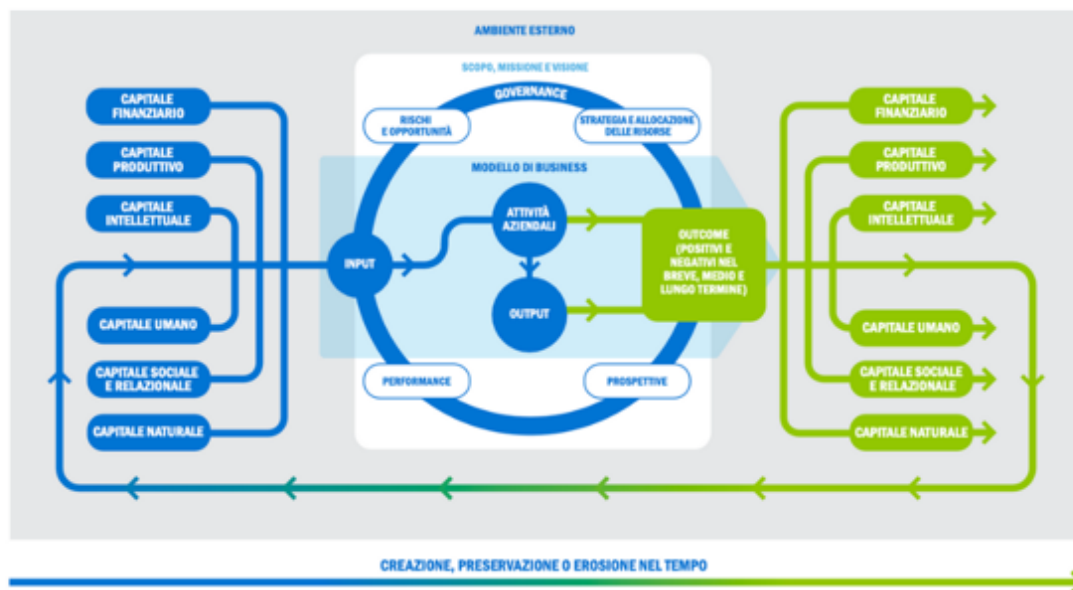 AMBIENTE ESTERNO
SCOPO, MISSIONE E VISIONE
GOVERNANCE
CAPITALE
FINANZIARIO
CAPITALE
PRODUTTIVO
CAPITALE
INTELLETTUALE
CAPITALE UMANO
CAPITALE SOCIALE
E RELAZIONALE
CAPITALE NATURALE
RISCHI
E OPPORTUNITÀ
STRATEGIA E ALLOCAZIONE
DELLE RISORSE
MODELLO DI BUSINESS
INPUT
ATTIVITÀ
AZIENDALI
OUTPUT
OUTCOME
(POSITIVI E
NEGATIVI NEL
BREVE, MEDIO E
LUNGO TERMINE)
PERFORMANCE
PROSPETTIVE
CAPITALE
FINANZIARIO
CAPITALE
PRODUTTIVO
CAPITALE
INTELLETTUALE
CAPITALE UMANO
CAPITALE SOCIALE
E RELAZIONALE
CAPITALE NATURALE
CREAZIONE, PRESERVAZIONE O EROSIONE NEL TEMPO